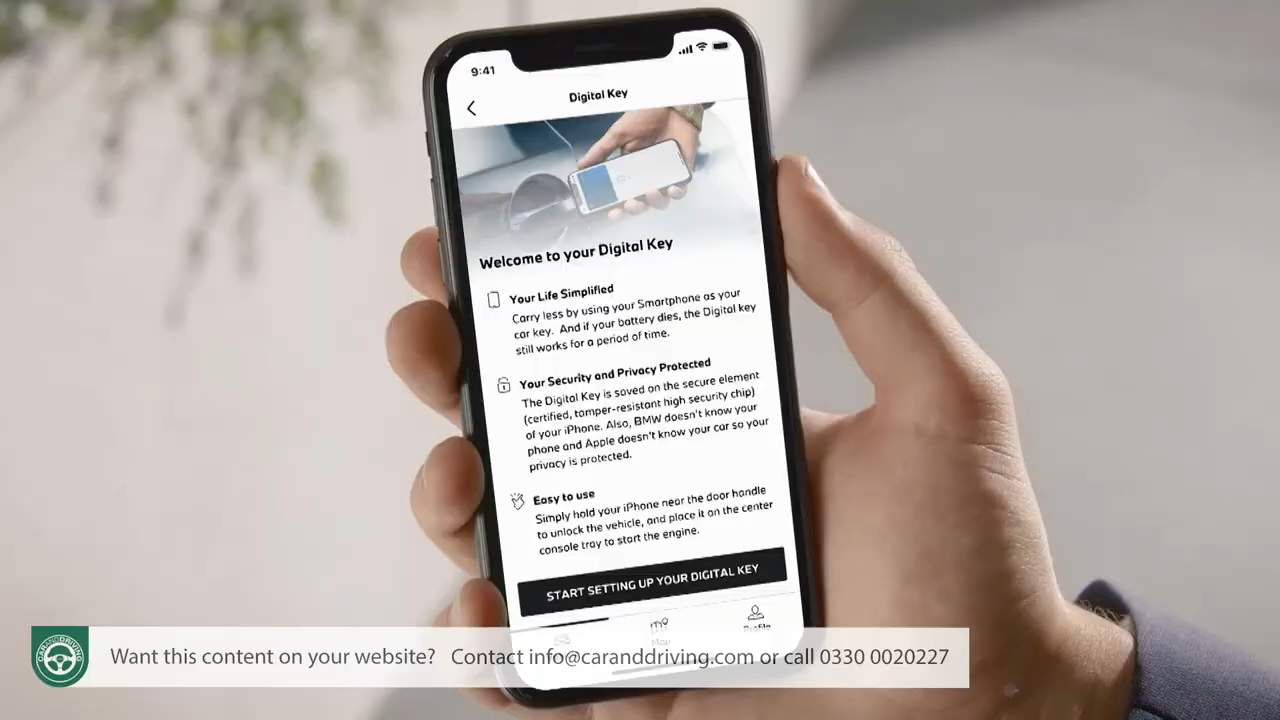 9:41
Digital Key
Welcome to your Digital Key
Your Life Simplified
Carry less by using your Smartphone as your
car key. And if your battery dies, the Digital key
still works for a period of time.
Your Security and Privacy Protected
The Digital Key is saved on the secure element
(certified, tamper-resistant high security chip)
of your iPhone. Also, BMW doesn't know your
phone and Apple doesn't know your car so your
privacy is protected.
Easy to use
Simply hold your iPhone near the door handle
to unlock the vehicle, and place it on the center
console tray to start the engine.
START SETTING UP YOUR DIGITAL KEY
Map
Profile
CARANDDRIVING
Want this content on your website? Contact info@caranddriving.com or call 0330 0020227